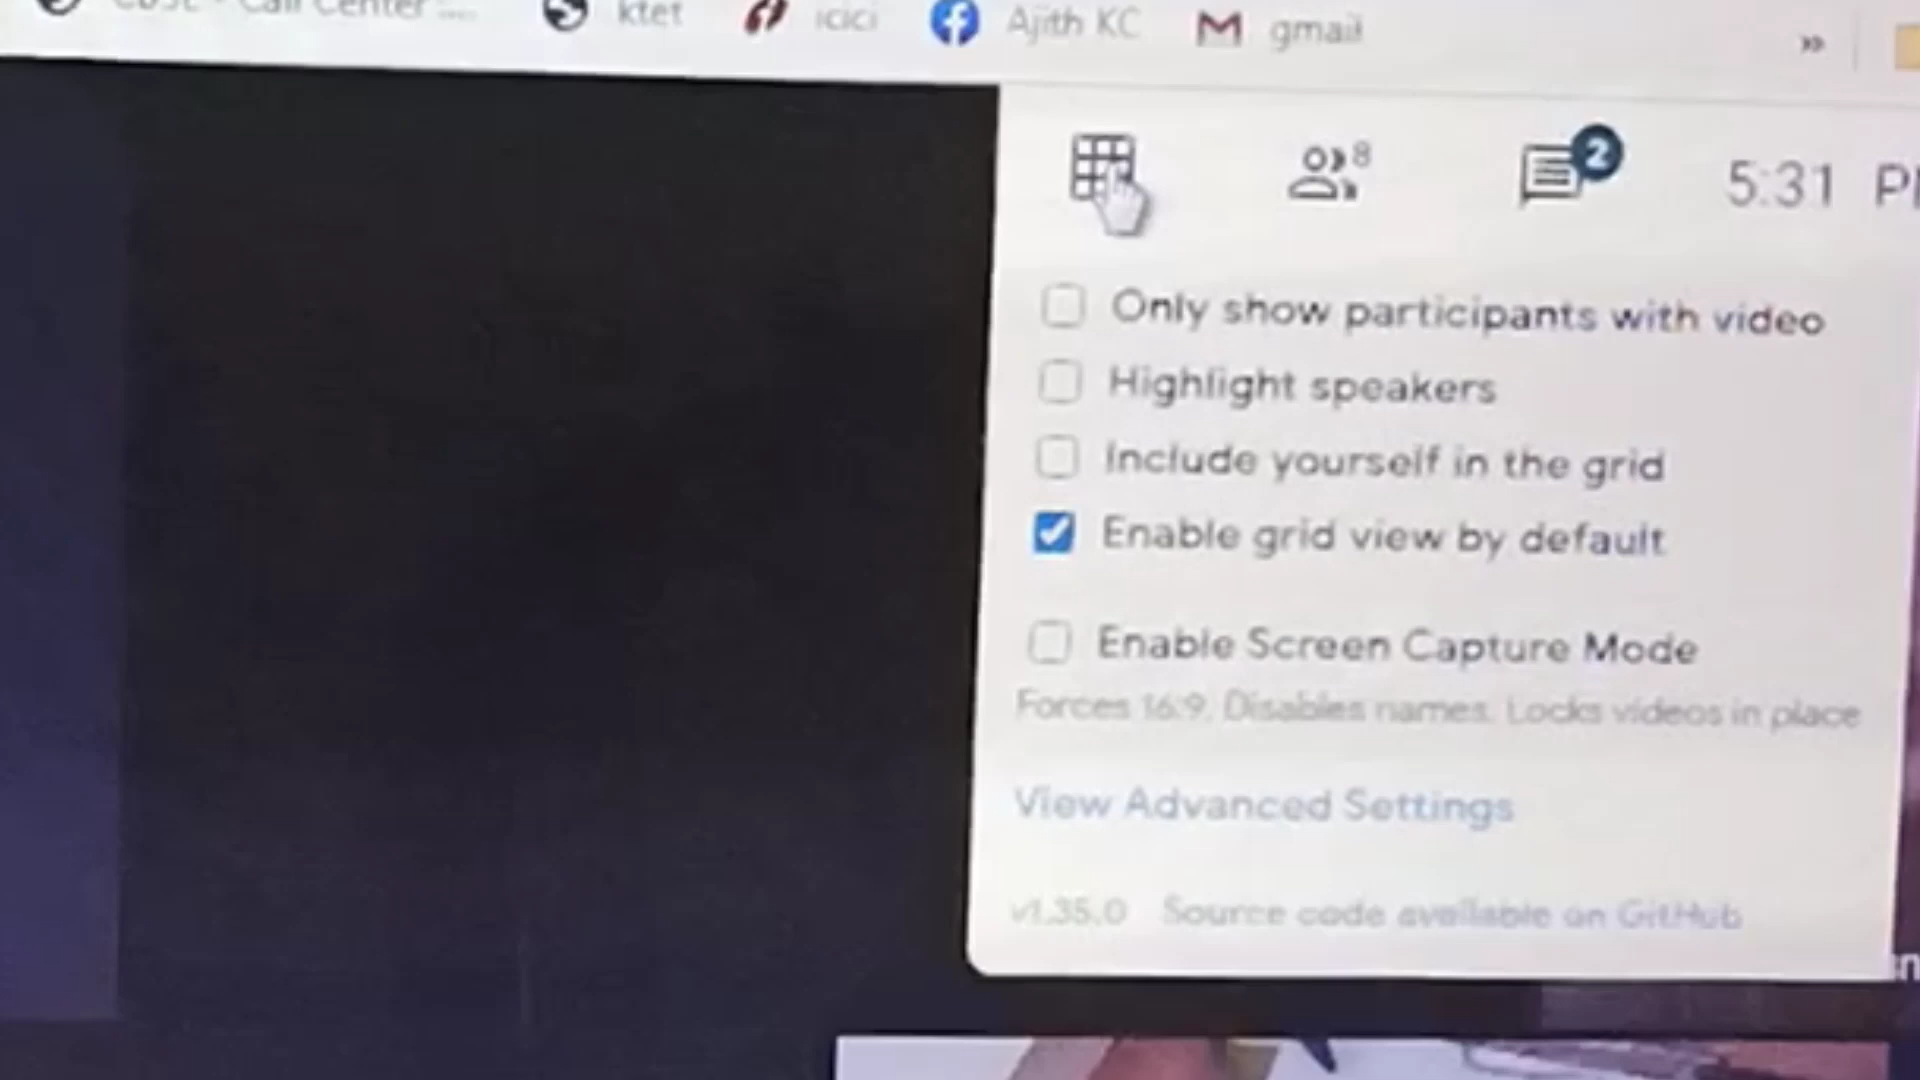 Call Center ...
ktet
icici
Ajith KC
gmail
»
8
2
5:31
Only show participants with video
Highlight speakers
Include yourself in the grid
Enable grid view by default
Enable Screen Capture Mode
Forces 16:9. Disables names. Locks videos in place
View Advanced Settings
v1.35.0 Source code available on GitHub